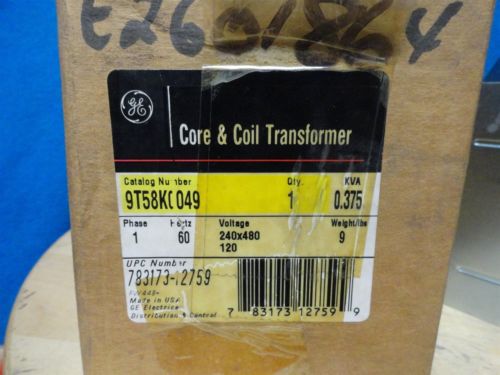 E2601864
GE
Core & Coil Transformer
Catalog Number Qty. KVA
9T58K0049 1 0.375
Phase Hertz Voltage Weight/lbs
1 60 240x480 9
120
UPC Number
783173-12759
Made in USA
GE Electrical
Distribution & Control
7 83173 12759 9